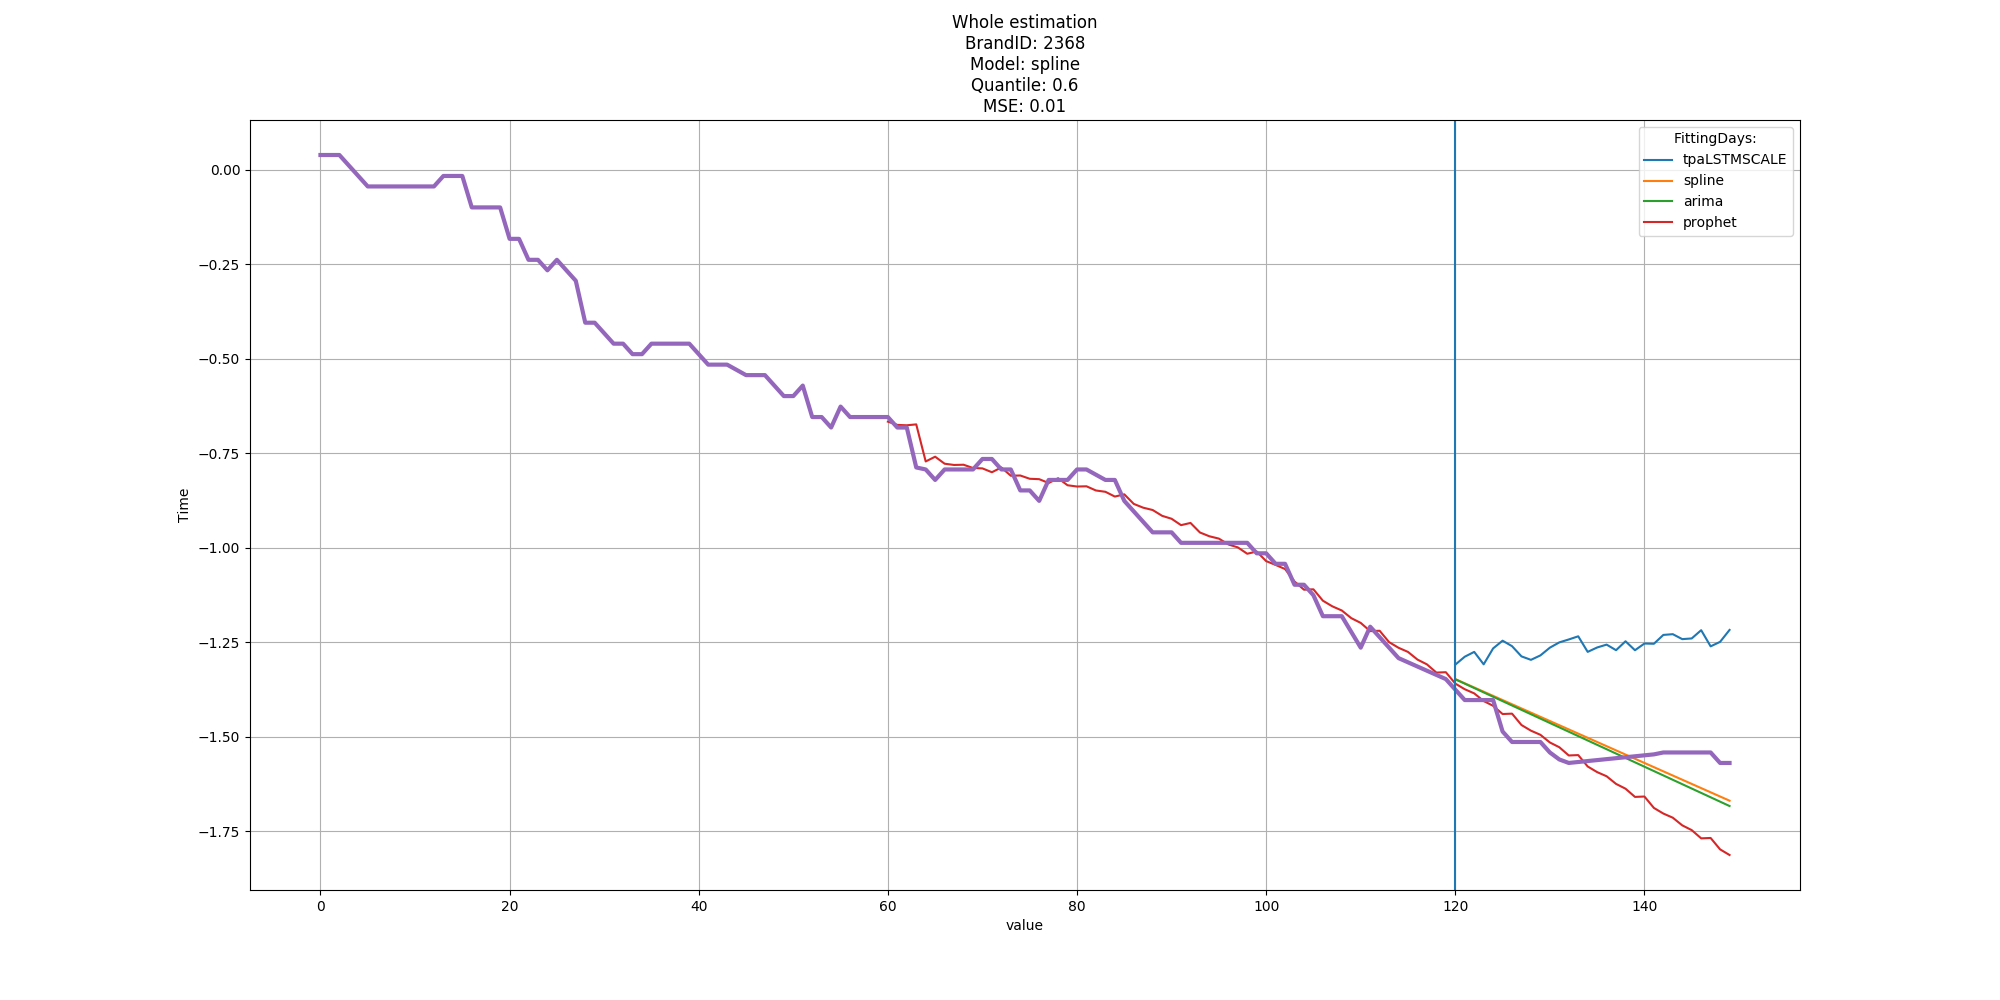 Whole estimation
BrandID: 2368
Model: spline
Quantile: 0.6
MSE: 0.01
FittingDays:
tpaLSTMSCALE
spline
arima
prophet
0.00
−0.25
−0.50
−0.75
−1.00
−1.25
−1.50
−1.75
Time
0 20 40 60 80 100 120 140
value